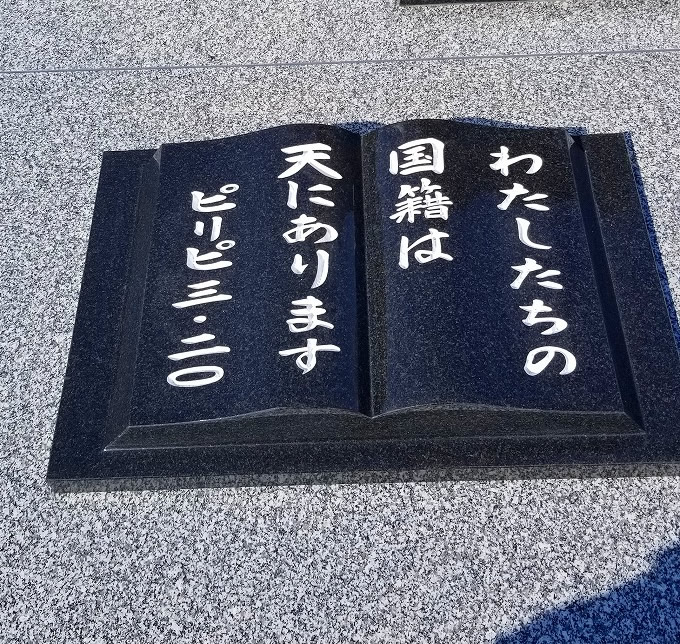 わたしたちの
国籍は
天にあります
ピリピ三・二〇